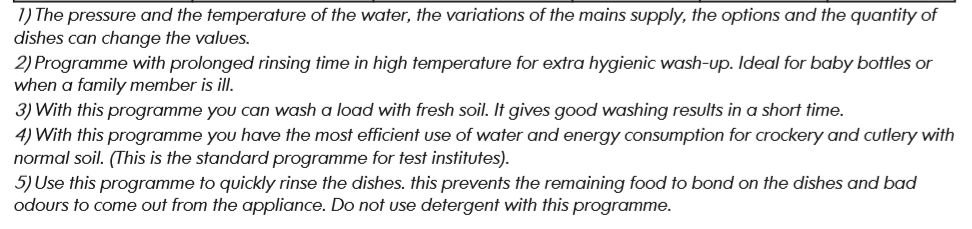 1) The pressure and the temperature of the water, the variations of the mains supply, the options and the quantity of
dishes can change the values.
2) Programme with prolonged rinsing time in high temperature for extra hygienic wash-up. Ideal for baby bottles or
when a family member is ill.
3) With this programme you can wash a load with fresh soil. It gives good washing results in a short time.
4) With this programme you have the most efficient use of water and energy consumption for crockery and cutlery with
normal soil. (This is the standard programme for test institutes).
5) Use this programme to quickly rinse the dishes. this prevents the remaining food to bond on the dishes and bad
odours to come out from the appliance. Do not use detergent with this programme.